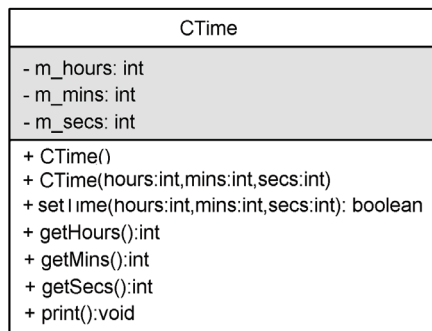 CTime
- m_hours: int
- m_mins: int
- m_secs: int
+ CTime()
+ CTime(hours:int,mins:int,secs:int)
+ setTime(hours:int,mins:int,secs:int): boolean
+ getHours():int
+ getMins():int
+ getSecs():int
+ print():void